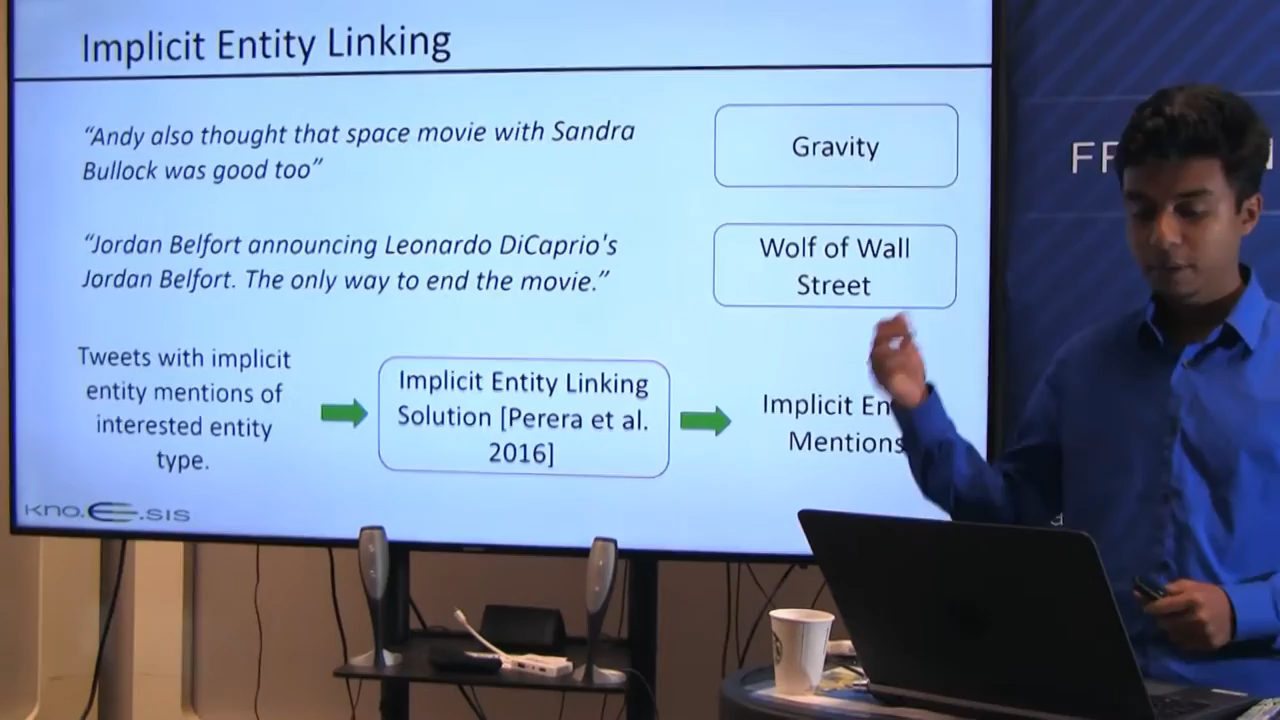 Implicit Entity Linking
“Andy also thought that space movie with Sandra
Bullock was good too”
Gravity
“Jordan Belfort announcing Leonardo DiCaprio's
Jordan Belfort. The only way to end the movie.”
Wolf of Wall
Street
Tweets with implicit
entity mentions of
interested entity
type.
Implicit Entity Linking
Solution [Perera et al.
2016]
Implicit En
Mentions
kno.e.sis